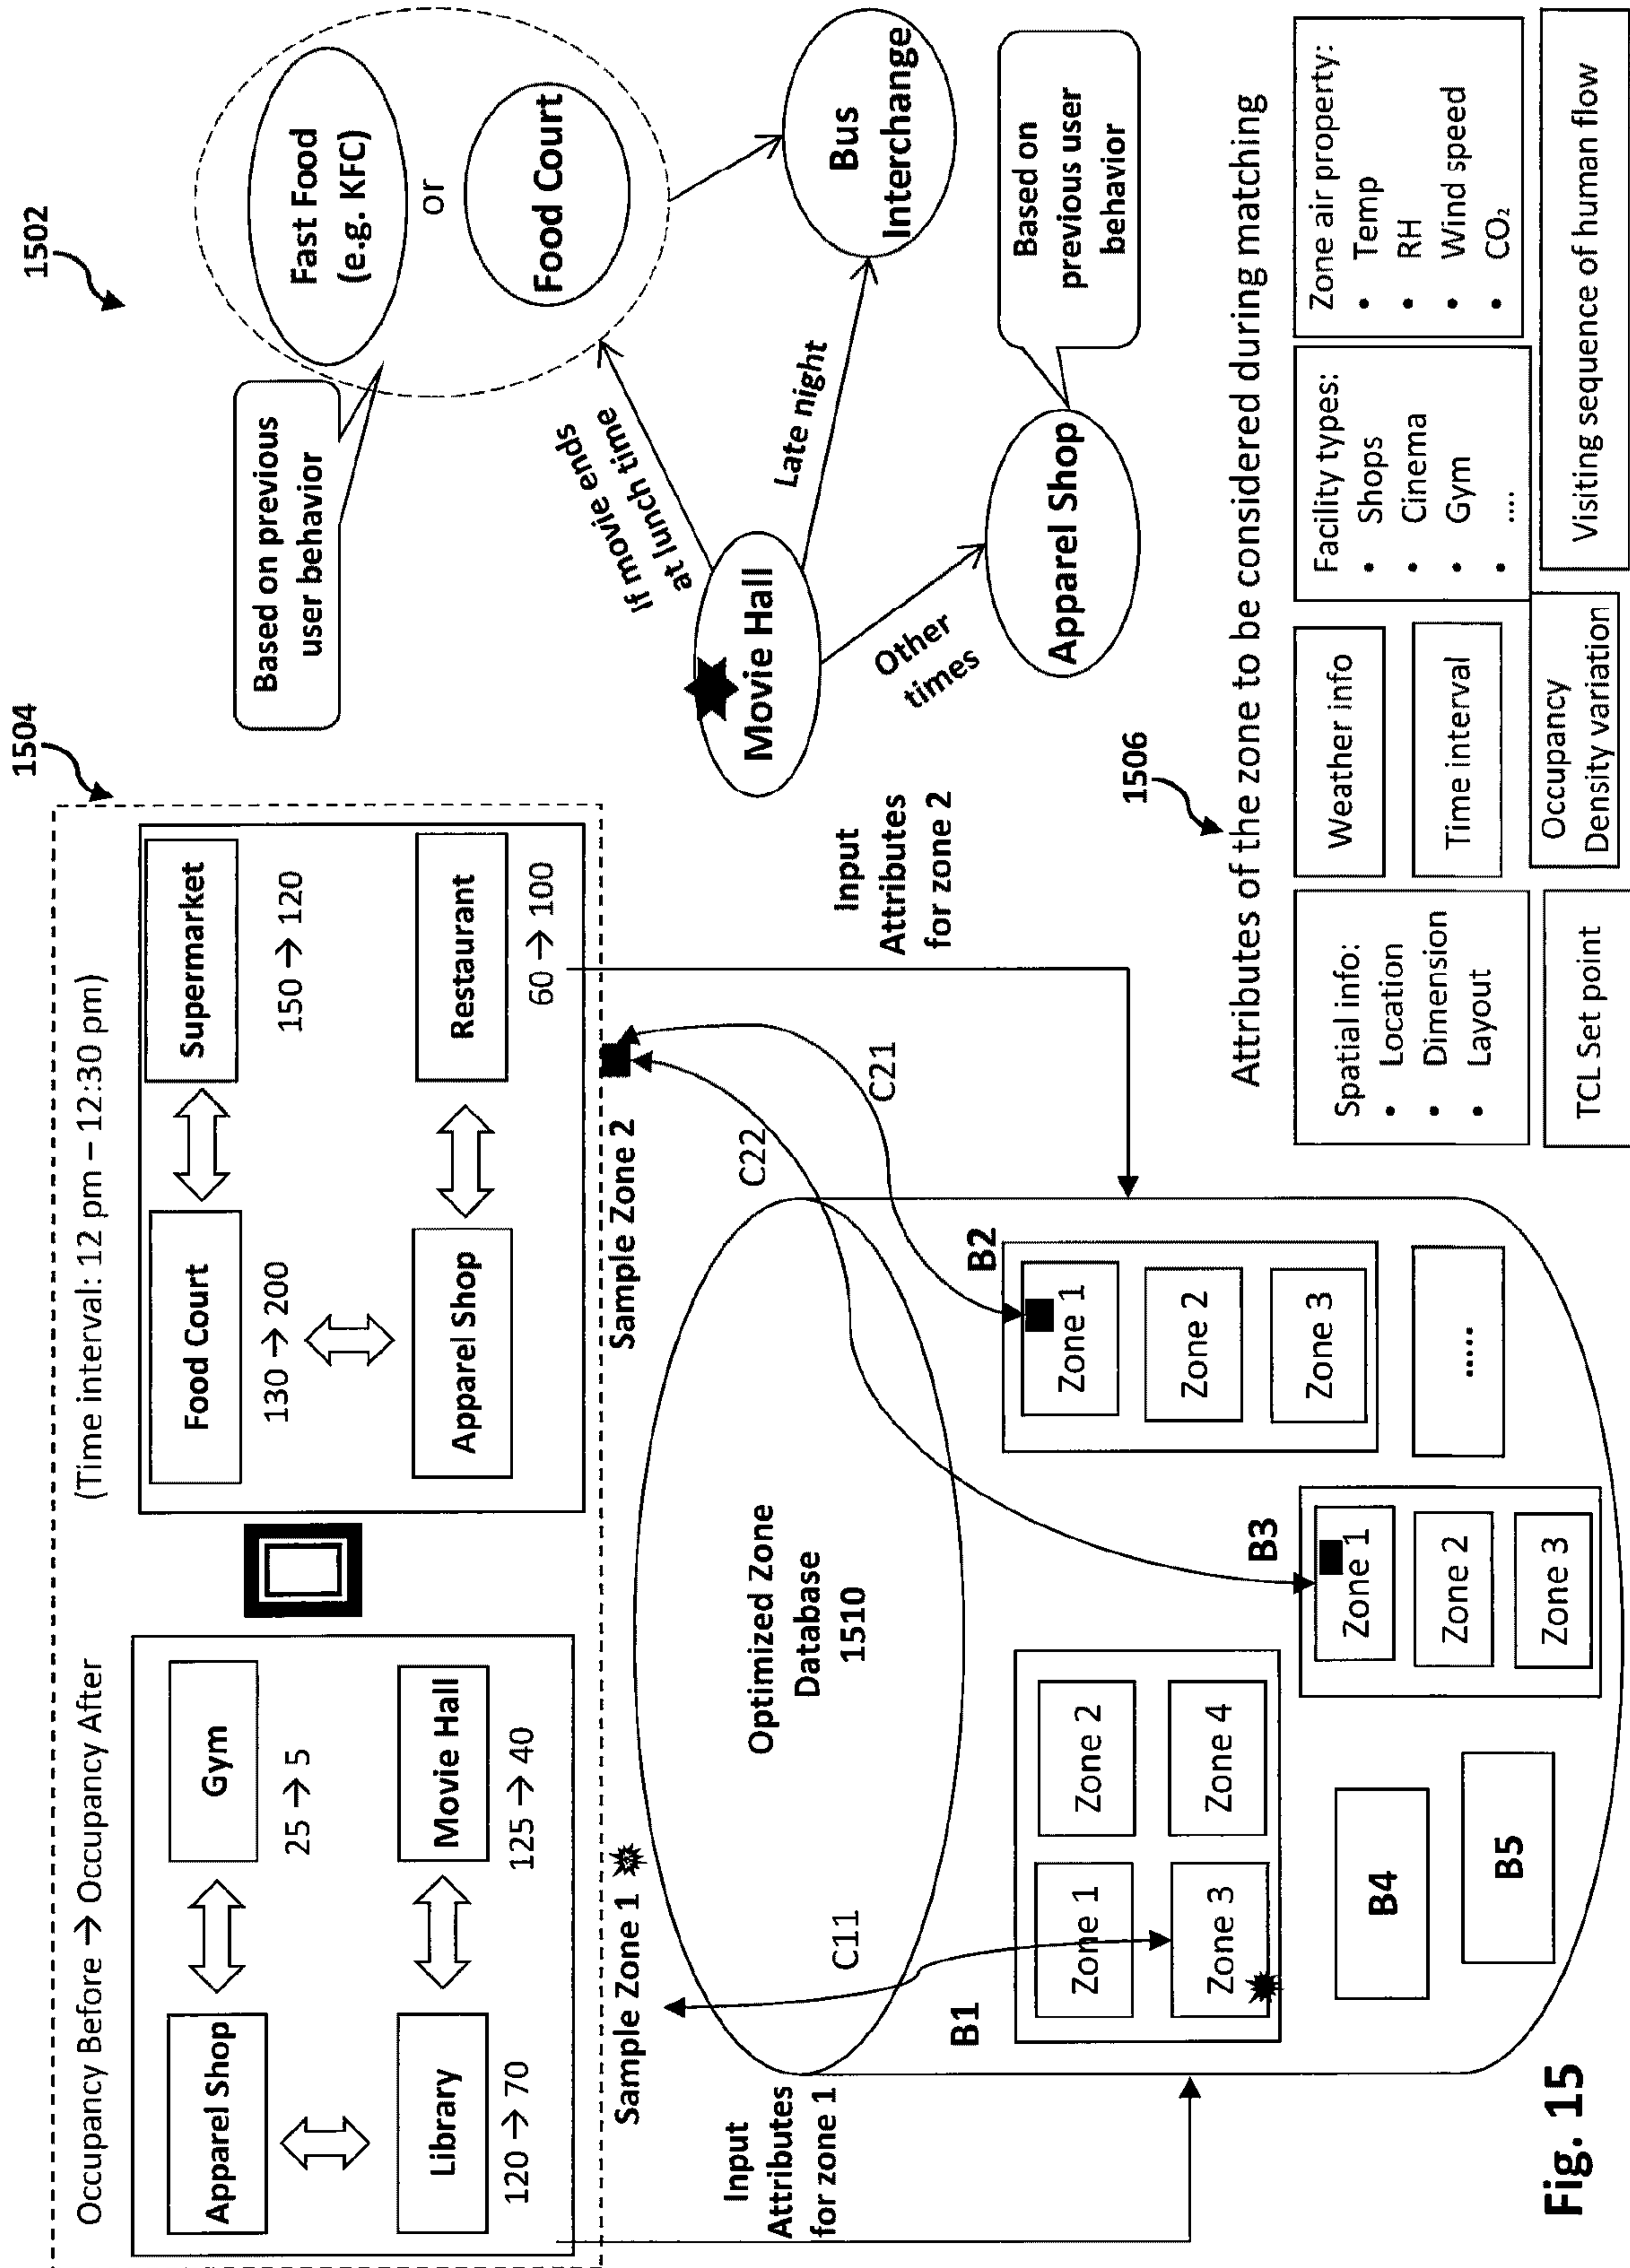 1504
1502
Occupancy Before → Occupancy After
(Time interval: 12 pm – 12:30 pm)
Apparel Shop
Gym
25 → 5
Library
120 → 70
Movie Hall
125 → 40
Food Court
130 → 200
Supermarket
150 → 120
Apparel Shop
Restaurant
60 → 100
Sample Zone 1
Sample Zone 2
Based on previous
user behavior
Fast Food
(e.g. KFC)
or
Food Court
If movie ends
at lunch time
Movie Hall
Late night
Bus
Interchange
Other
times
Apparel Shop
Based on
previous user
behavior
Input
Attributes
for zone 1
Input
Attributes
for zone 2
C11
C22
C21
Optimized Zone
Database
1510
B1
Zone 1
Zone 2
Zone 3
Zone 4
B2
Zone 1
Zone 2
Zone 3
B3
Zone 1
Zone 2
Zone 3
.....
B4
B5
1506
Attributes of the zone to be considered during matching
Spatial info:
• Location
• Dimension
• Layout
Weather info
Time interval
Facility types:
• Shops
• Cinema
• Gym
• ....
Zone air property:
• Temp
• RH
• Wind speed
• CO₂
TCL Set point
Occupancy
Density variation
Visiting sequence of human flow
Fig. 15